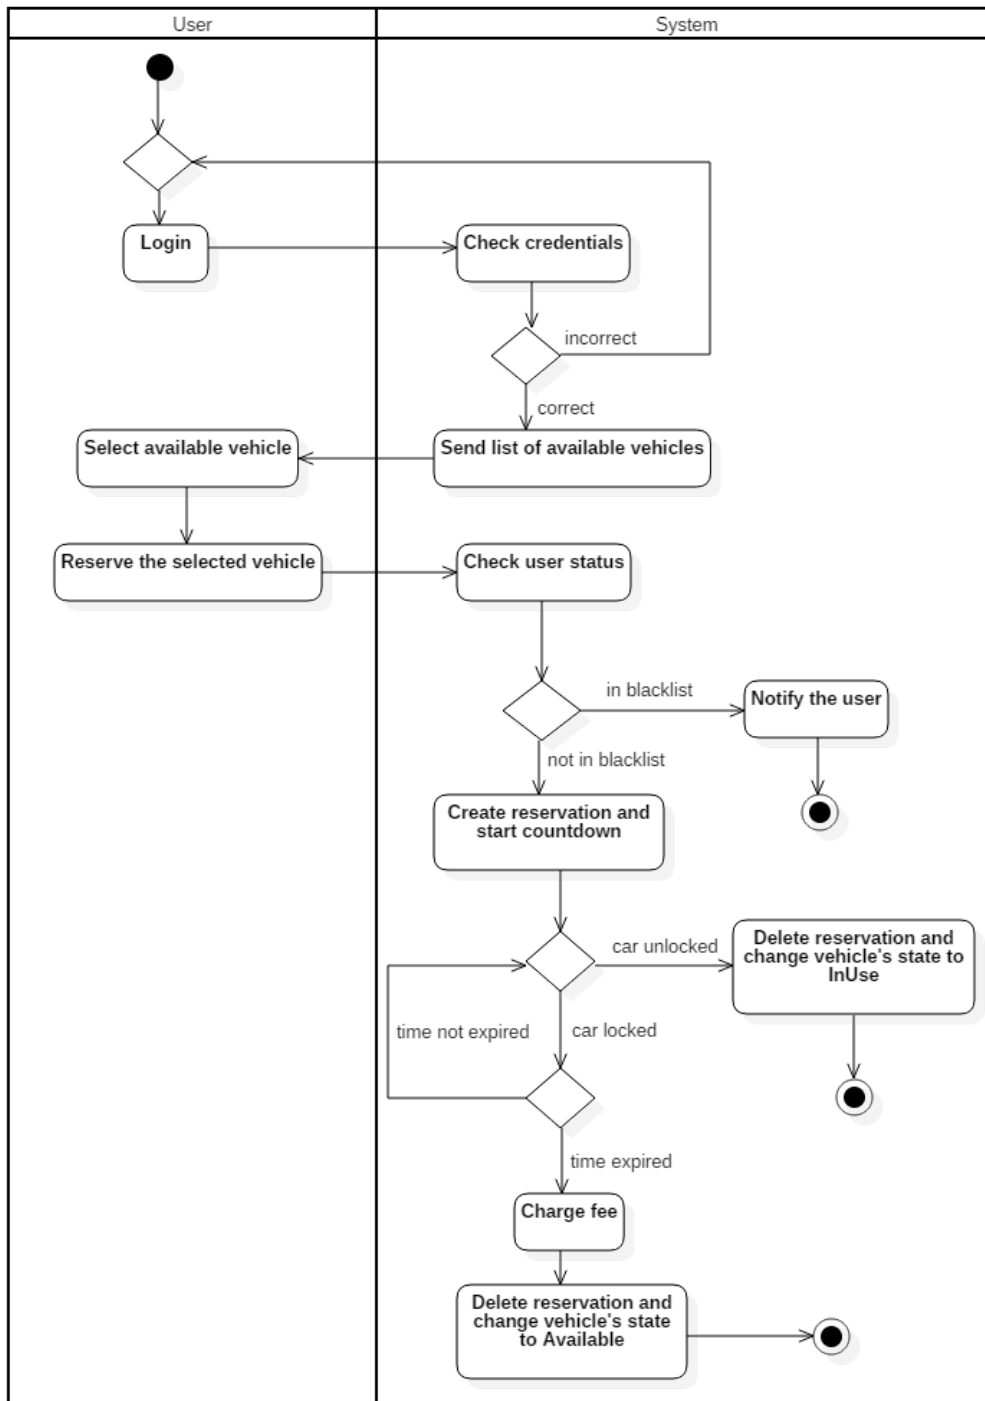 User
System
Login
Check credentials
incorrect
correct
Select available vehicle
Send list of available vehicles
Reserve the selected vehicle
Check user status
in blacklist
Notify the user
not in blacklist
Create reservation and
start countdown
car unlocked
Delete reservation and
change vehicle's state to
InUse
time not expired
car locked
time expired
Charge fee
Delete reservation and
change vehicle's state
to Available